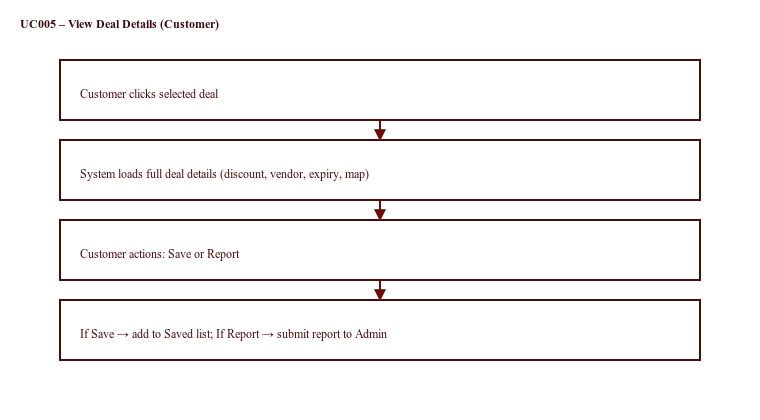 UC005 – View Deal Details (Customer)
Customer clicks selected deal
System loads full deal details (discount, vendor, expiry, map)
Customer actions: Save or Report
If Save → add to Saved list; If Report → submit report to Admin